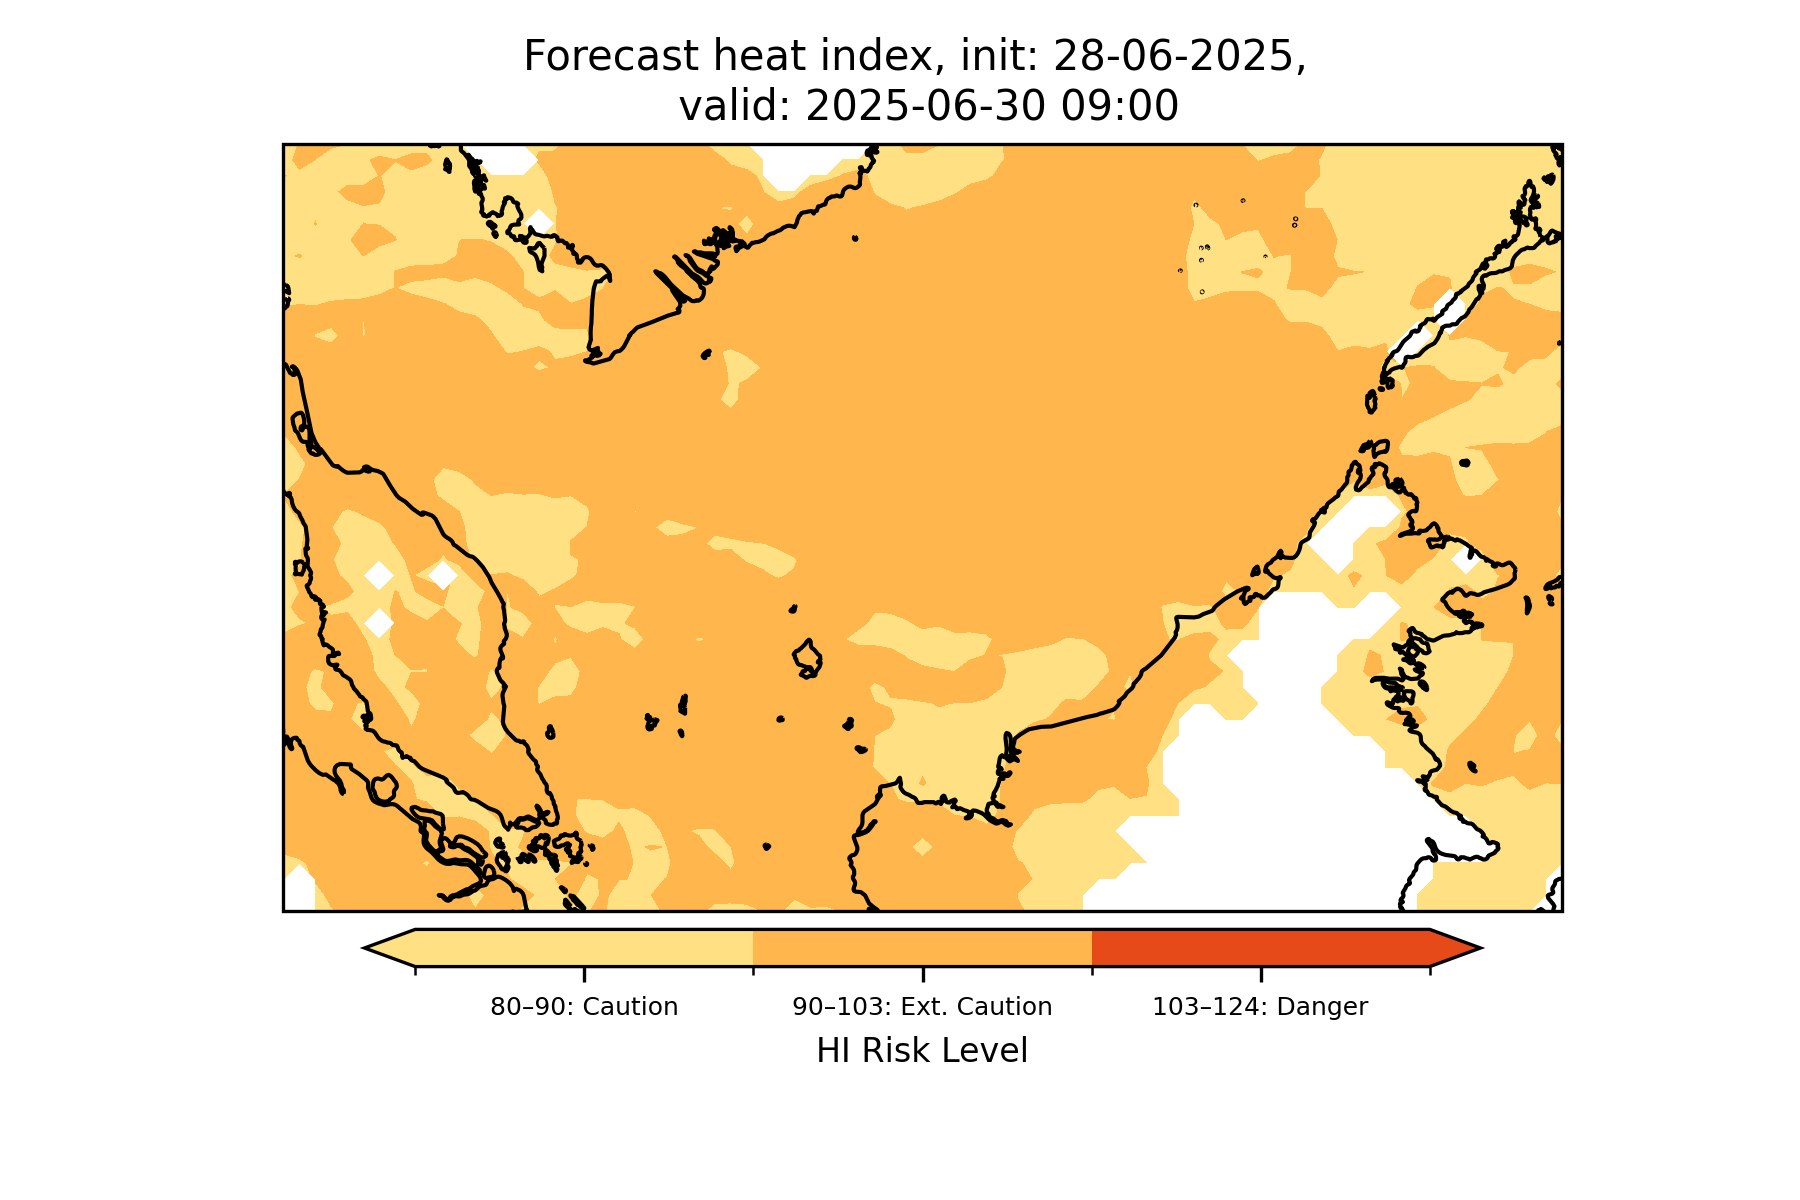 Forecast heat index, init: 28-06-2025,
valid: 2025-06-30 09:00
80–90: Caution
90–103: Ext. Caution
103–124: Danger
HI Risk Level